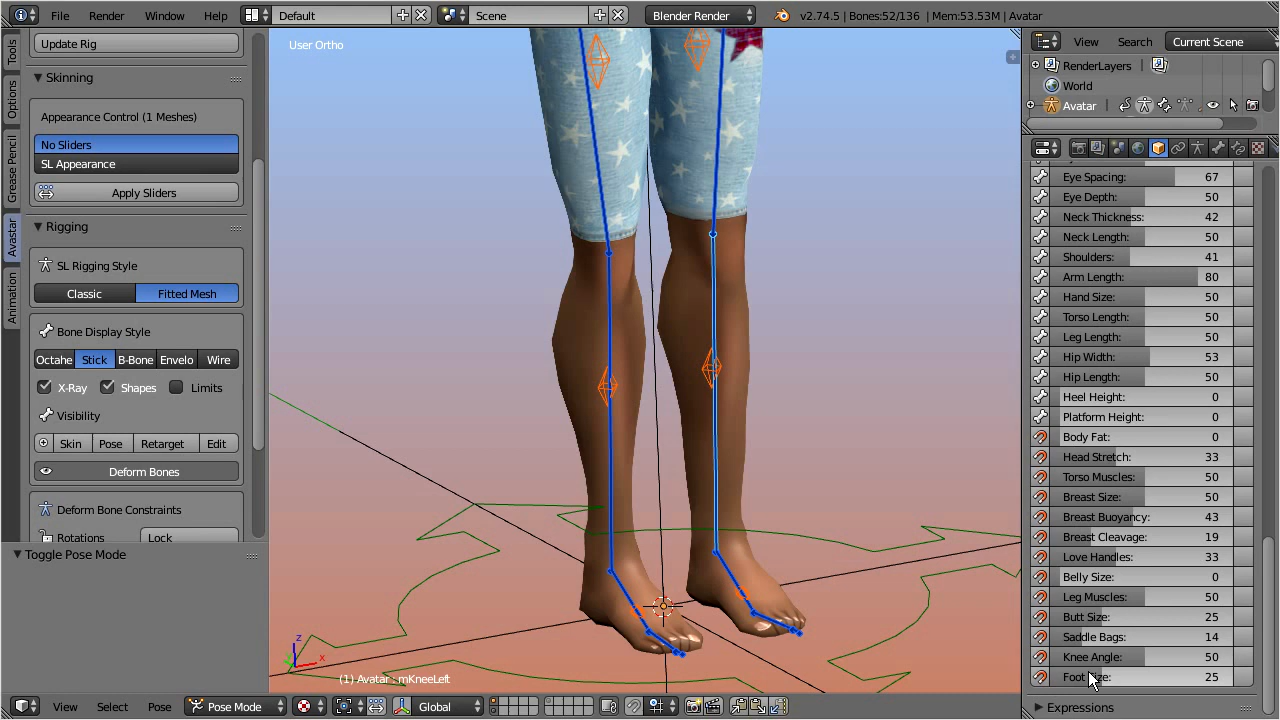 File Render Window Help Default Scene Blender Render v2.74.5 | Bones:52/136 | Mem:53.53M | Avatar
Tools
Options
Grease Pencil
Avastar
Animation
Update Rig
Skinning
Appearance Control (1 Meshes)
No Sliders
SL Appearance
Apply Sliders
Rigging
SL Rigging Style
Classic Fitted Mesh
Bone Display Style
Octahe Stick B-Bone Envelo Wire
X-Ray Shapes Limits
Visibility
Skin Pose Retarget Edit
Deform Bones
Deform Bone Constraints
Rotations Lock
Toggle Pose Mode
User Ortho
z
y
x
(1) Avatar : mKneeLeft
View Select Pose Pose Mode Global
View Search Current Scene
RenderLayers
World
Avatar
Eye Spacing: 67
Eye Depth: 50
Neck Thickness: 42
Neck Length: 50
Shoulders: 41
Arm Length: 80
Hand Size: 50
Torso Length: 50
Leg Length: 50
Hip Width: 53
Hip Length: 50
Heel Height: 0
Platform Height: 0
Body Fat: 0
Head Stretch: 33
Torso Muscles: 50
Breast Size: 50
Breast Buoyancy: 43
Breast Cleavage: 19
Love Handles: 33
Belly Size: 0
Leg Muscles: 50
Butt Size: 25
Saddle Bags: 14
Knee Angle: 50
Foot Size: 25
Expressions